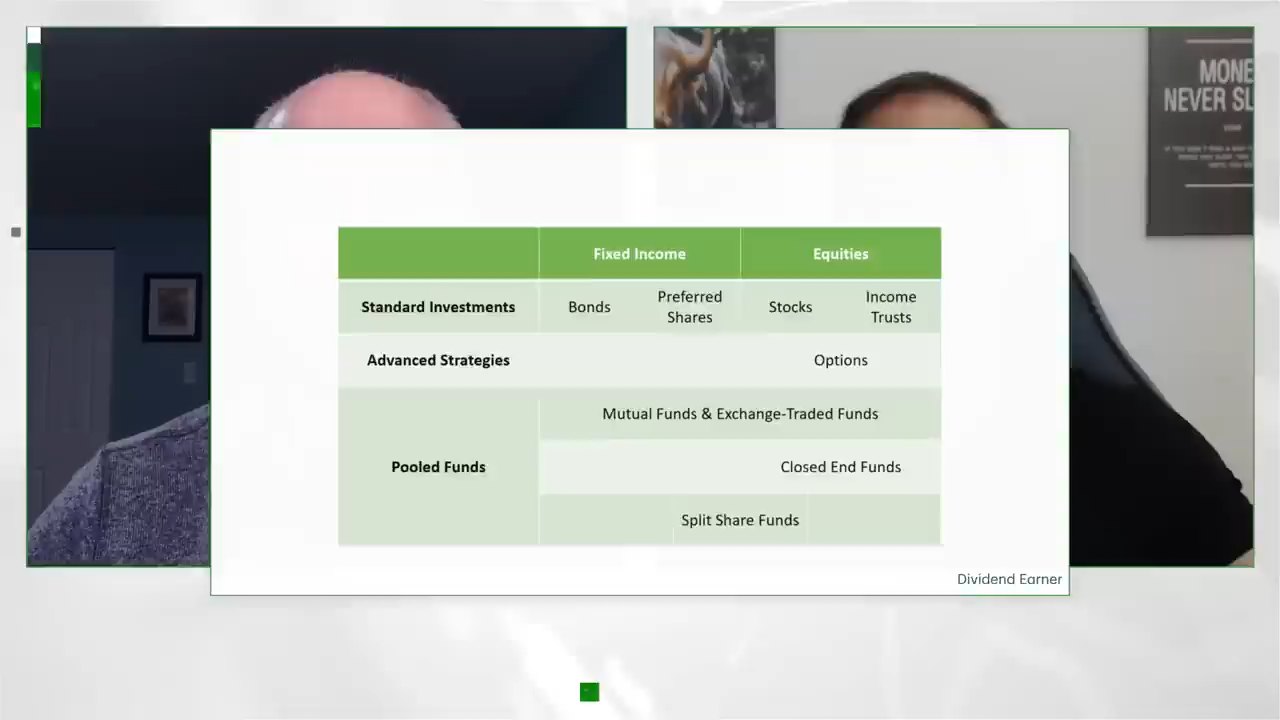 MONE
NEVER SL
Fixed Income
Equities
Standard Investments
Bonds
Preferred
Shares
Stocks
Income
Trusts
Advanced Strategies
Options
Mutual Funds & Exchange-Traded Funds
Pooled Funds
Closed End Funds
Split Share Funds
Dividend Earner